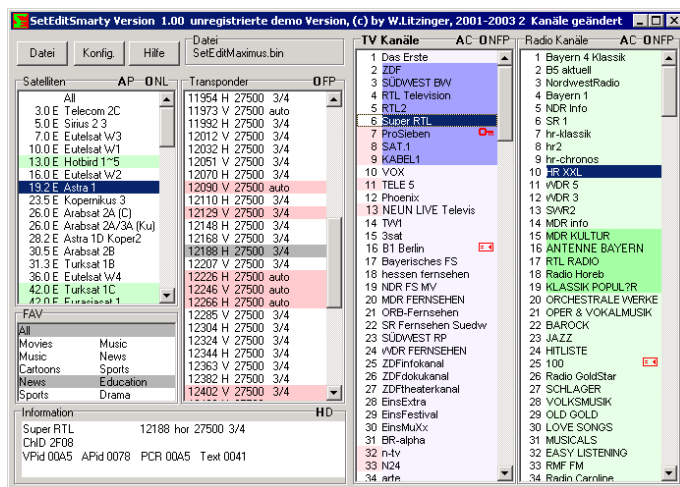 SetEditSmarty Version 1.00 unregistrierte demo Version, (c) by W.Litzinger, 2001-2003 2 Kanäle geändert
Datei
Konfig.
Hilfe
Datei
SetEditMaximus.bin
Satelliten AP ONL
All
3.0 E Telecom 2C
5.0 E Sirius 2 3
7.0 E Eutelsat W3
10.0 E Eutelsat W1
13.0 E Hotbird 1~5
16.0 E Eutelsat W2
19.2 E Astra 1
23.5 E Kopernikus 3
26.0 E Arabsat 2A (C)
26.0 E Arabsat 2A/3A (Ku)
28.2 E Astra 1D Koper2
30.5 E Arabsat 2B
31.3 E Turksat 1B
36.0 E Eutelsat W4
42.0 E Turksat 1C
42.0 E Eurasiasat 1
FAV
All
Movies Music
Music News
Cartoons Sports
News Education
Sports Drama
Transponder OFP
11954 H 27500 3/4
11973 V 27500 auto
11992 H 27500 3/4
12012 V 27500 3/4
12032 H 27500 3/4
12051 V 27500 3/4
12070 H 27500 3/4
12090 V 27500 auto
12110 H 27500 3/4
12129 V 27500 3/4
12148 H 27500 3/4
12168 V 27500 3/4
12188 H 27500 3/4
12207 V 27500 3/4
12226 H 27500 auto
12246 V 27500 auto
12266 H 27500 auto
12285 V 27500 3/4
12304 H 27500 3/4
12324 V 27500 3/4
12344 H 27500 3/4
12363 V 27500 3/4
12382 H 27500 3/4
12402 V 27500 3/4
Information HD
Super RTL 12188 hor 27500 3/4
ChID 2F08
VPid 00A5 APid 0078 PCR 00A5 Text 0041
TV Kanäle AC ONFP
1 Das Erste
2 ZDF
3 SÜDWEST BW
4 RTL Television
5 RTL2
6 Super RTL
7 ProSieben
8 SAT.1
9 KABEL1
10 VOX
11 TELE 5
12 Phoenix
13 NEUN LIVE Televis
14 TW1
15 3sat
16 B1 Berlin
17 Bayerisches FS
18 hessen fernsehen
19 NDR FS MV
20 MDR FERNSEHEN
21 ORB-Fernsehen
22 SR Fernsehen Suedw
23 SÜDWEST RP
24 WDR FERNSEHEN
25 ZDFinfokanal
26 ZDFdokukanal
27 ZDFtheaterkanal
28 EinsExtra
29 EinsFestival
30 EinsMuXx
31 BR-alpha
32 n-tv
33 N24
34 arte
Radio Kanäle AC ONFP
1 Bayern 4 Klassik
2 B5 aktuell
3 NordwestRadio
4 Bayern 1
5 NDR Info
6 SR 1
7 hr-klassik
8 hr2
9 hr-chronos
10 HR XXL
11 WDR 5
12 WDR 3
13 SWR2
14 MDR info
15 MDR KULTUR
16 ANTENNE BAYERN
17 RTL RADIO
18 Radio Horeb
19 KLASSIK POPUL?R
20 ORCHESTRALE WERKE
21 OPER & VOKALMUSIK
22 BAROCK
23 JAZZ
24 HITLISTE
25 100
26 Radio GoldStar
27 SCHLAGER
28 VOLKSMUSIK
29 OLD GOLD
30 LOVE SONGS
31 MUSICALS
32 EASY LISTENING
33 RMF FM
34 Radio Caroline